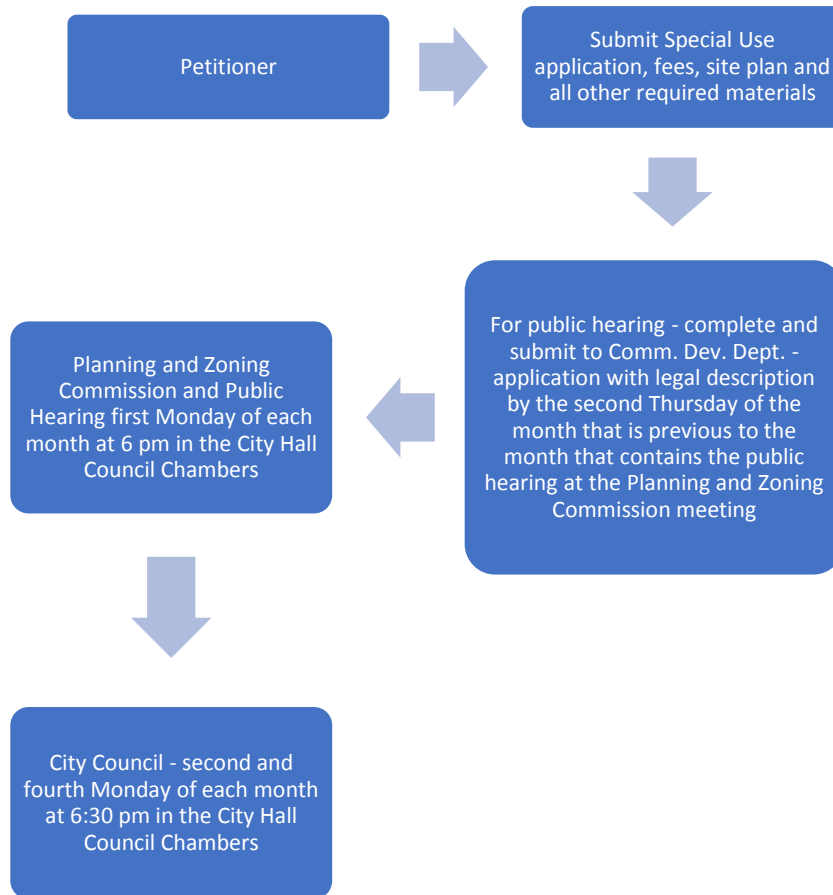 Petitioner
Submit Special Use
application, fees, site plan and
all other required materials
For public hearing - complete and
submit to Comm. Dev. Dept. -
application with legal description
by the second Thursday of the
month that is previous to the
month that contains the public
hearing at the Planning and Zoning
Commission meeting
Planning and Zoning
Commission and Public
Hearing first Monday of each
month at 6 pm in the City Hall
Council Chambers
City Council - second and
fourth Monday of each month
at 6:30 pm in the City Hall
Council Chambers